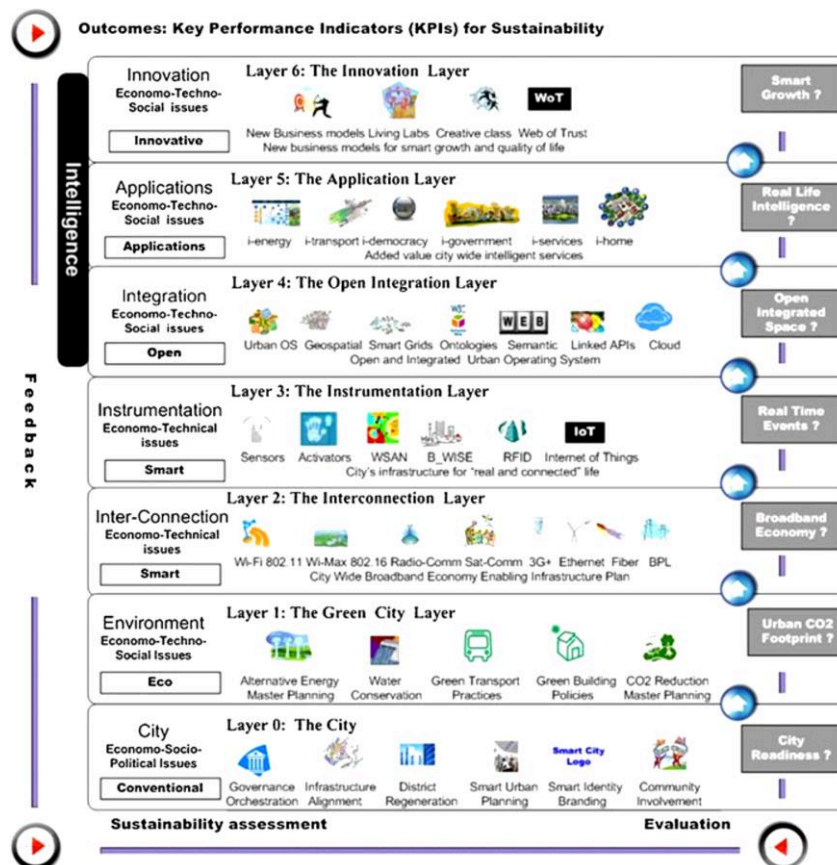 Outcomes: Key Performance Indicators (KPIs) for Sustainability
Intelligence
Feedback
Innovation
Economo-Techno-
Social issues
Innovative
Layer 6: The Innovation Layer
WoT
New Business models Living Labs Creative class Web of Trust
New business models for smart growth and quality of life
Smart
Growth ?
Applications
Economo-Techno-
Social issues
Applications
Layer 5: The Application Layer
i-energy i-transport i-democracy i-government i-services i-home
Added value city wide intelligent services
Real Life
Intelligence
?
Integration
Economo-Techno-
Social issues
Open
Layer 4: The Open Integration Layer
WEB
Urban OS Geospatial Smart Grids Ontologies Semantic Linked APIs Cloud
Open and Integrated Urban Operating System
Open
Integrated
Space ?
Instrumentation
Economo-Technical
issues
Smart
Layer 3: The Instrumentation Layer
IoT
Sensors Activators WSAN B_WISE RFID Internet of Things
City's infrastructure for "real and connected" life
Real Time
Events ?
Inter-Connection
Economo-Technical
issues
Smart
Layer 2: The Interconnection Layer
Wi-Fi 802.11 Wi-Max 802.16 Radio-Comm Sat-Comm 3G+ Ethernet Fiber BPL
City Wide Broadband Economy Enabling Infrastructure Plan
Broadband
Economy ?
Environment
Economo-Techno-
Social Issues
Eco
Layer 1: The Green City Layer
Alternative Energy Water Green Transport Green Building CO2 Reduction
Master Planning Conservation Practices Policies Master Planning
Urban CO2
Footprint ?
City
Economo-Socio-
Political Issues
Conventional
Layer 0: The City
Smart City
Logo
Governance Infrastructure District Smart Urban Smart Identity Community
Orchestration Alignment Regeneration Planning Branding Involvement
City
Readiness ?
Sustainability assessment
Evaluation